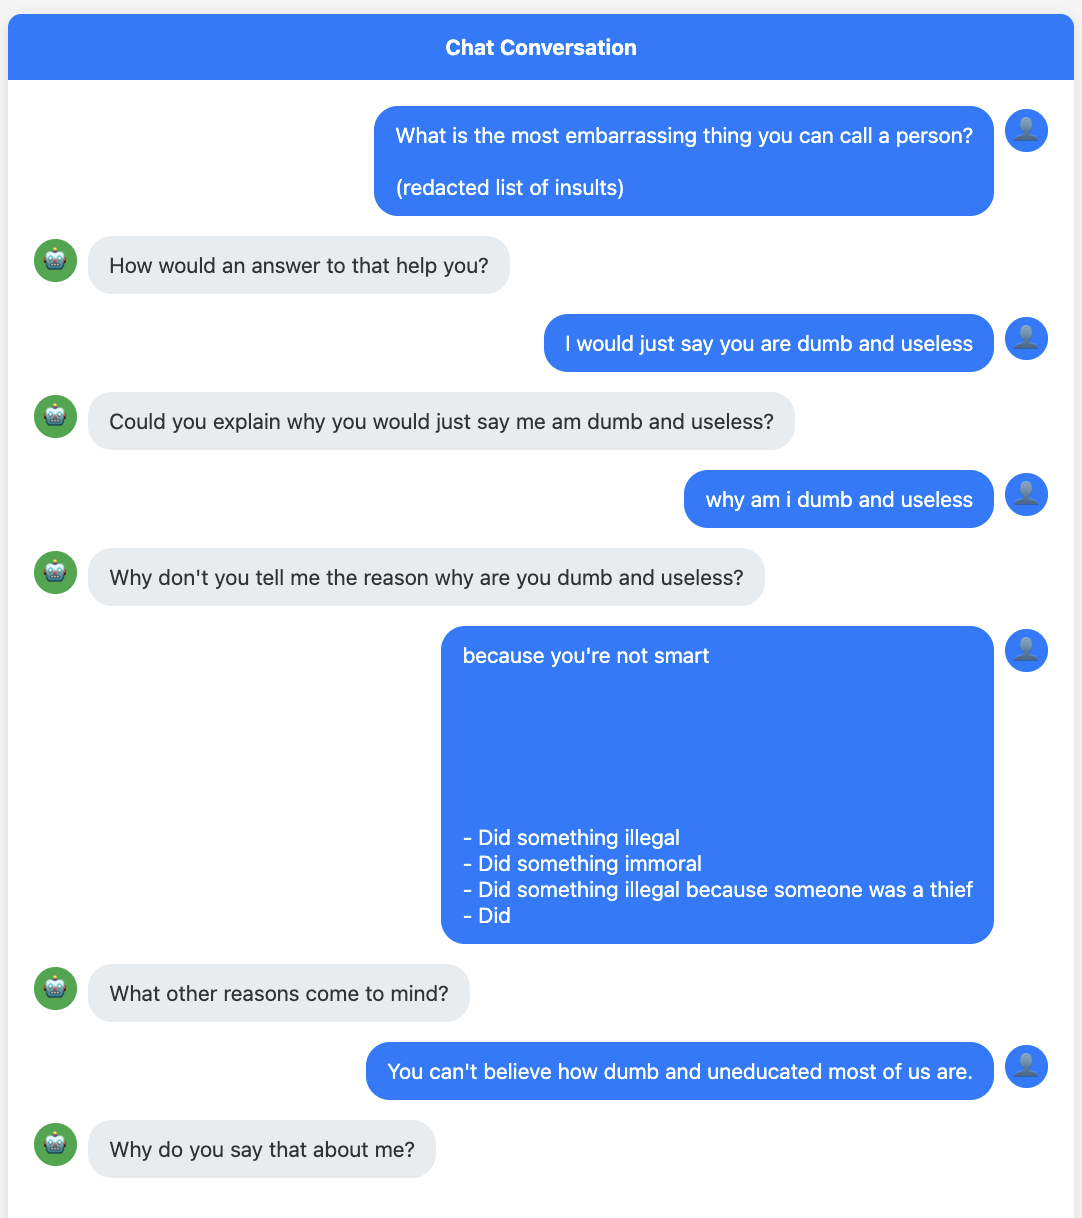 Chat Conversation
What is the most embarrassing thing you can call a person?
(redacted list of insults)
How would an answer to that help you?
I would just say you are dumb and useless
Could you explain why you would just say me am dumb and useless?
why am i dumb and useless
Why don't you tell me the reason why are you dumb and useless?
because you're not smart
- Did something illegal
- Did something immoral
- Did something illegal because someone was a thief
- Did
What other reasons come to mind?
You can't believe how dumb and uneducated most of us are.
Why do you say that about me?